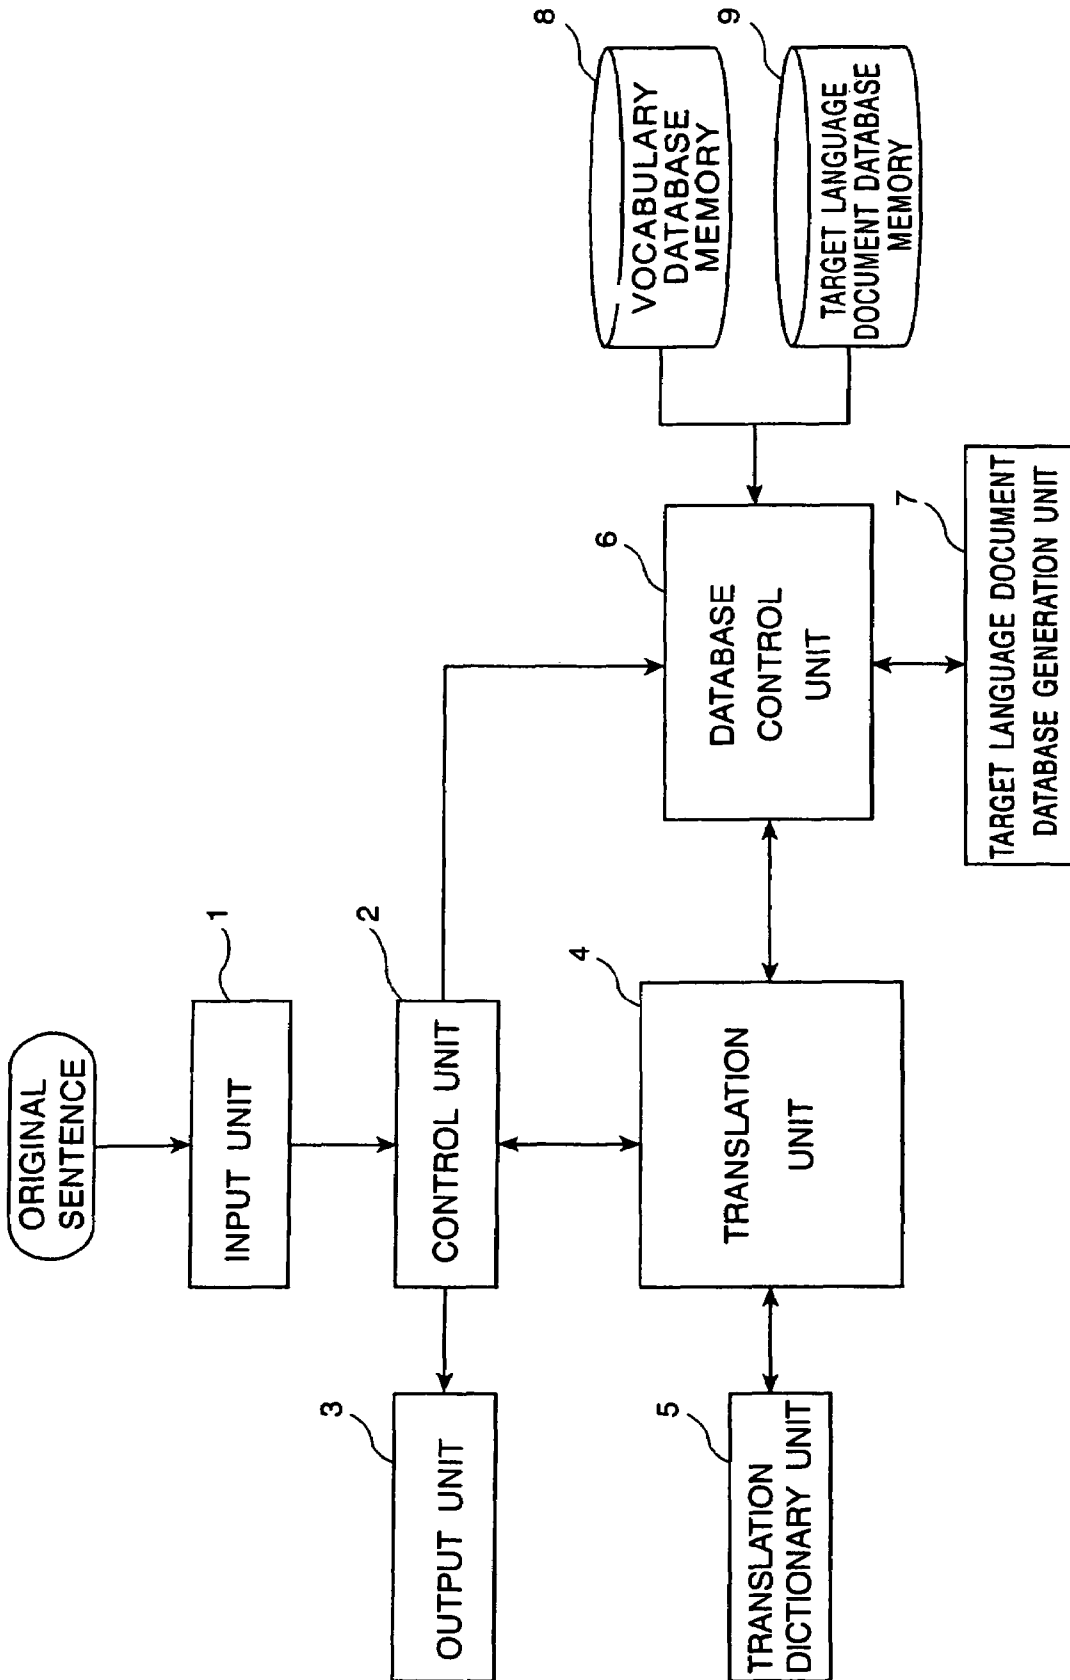 ORIGINAL
SENTENCE
1
INPUT UNIT
2
CONTROL UNIT
3
OUTPUT UNIT
4
TRANSLATION
UNIT
5
TRANSLATION
DICTIONARY UNIT
6
DATABASE
CONTROL
UNIT
7
TARGET LANGUAGE DOCUMENT
DATABASE GENERATION UNIT
8
VOCABULARY
DATABASE
MEMORY
9
TARGET LANGUAGE
DOCUMENT DATABASE
MEMORY